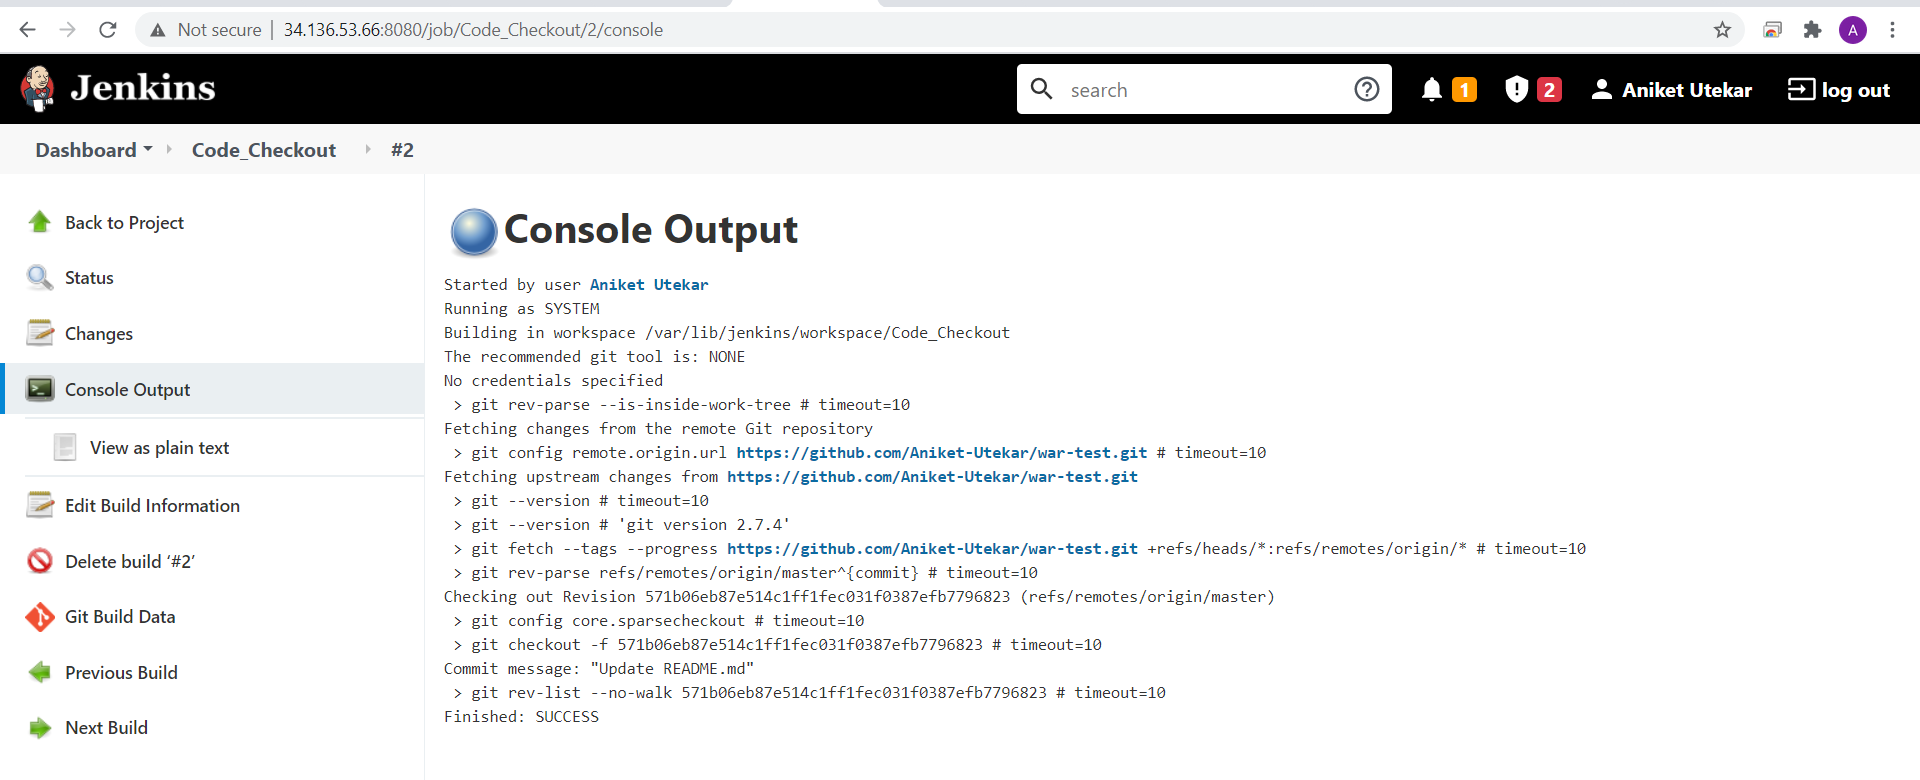 Not secure | 34.136.53.66:8080/job/Code_Checkout/2/console
A
Jenkins
search
1
2
Aniket Utekar
log out
Dashboard
Code_Checkout
#2
Back to Project
Status
Changes
Console Output
View as plain text
Edit Build Information
Delete build ‘#2’
Git Build Data
Previous Build
Next Build
Console Output
Started by user Aniket Utekar
Running as SYSTEM
Building in workspace /var/lib/jenkins/workspace/Code_Checkout
The recommended git tool is: NONE
No credentials specified
> git rev-parse --is-inside-work-tree # timeout=10
Fetching changes from the remote Git repository
> git config remote.origin.url https://github.com/Aniket-Utekar/war-test.git # timeout=10
Fetching upstream changes from https://github.com/Aniket-Utekar/war-test.git
> git --version # timeout=10
> git --version # 'git version 2.7.4'
> git fetch --tags --progress https://github.com/Aniket-Utekar/war-test.git +refs/heads/*:refs/remotes/origin/* # timeout=10
> git rev-parse refs/remotes/origin/master^{commit} # timeout=10
Checking out Revision 571b06eb87e514c1ff1fec031f0387efb7796823 (refs/remotes/origin/master)
> git config core.sparsecheckout # timeout=10
> git checkout -f 571b06eb87e514c1ff1fec031f0387efb7796823 # timeout=10
Commit message: "Update README.md"
> git rev-list --no-walk 571b06eb87e514c1ff1fec031f0387efb7796823 # timeout=10
Finished: SUCCESS